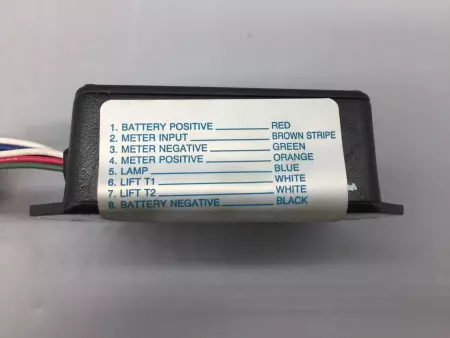 1. BATTERY POSITIVE RED
2. METER INPUT BROWN STRIPE
3. METER NEGATIVE GREEN
4. METER POSITIVE ORANGE
5. LAMP BLUE
6. LIFT T1 WHITE
7. LIFT T2 WHITE
8. BATTERY NEGATIVE BLACK